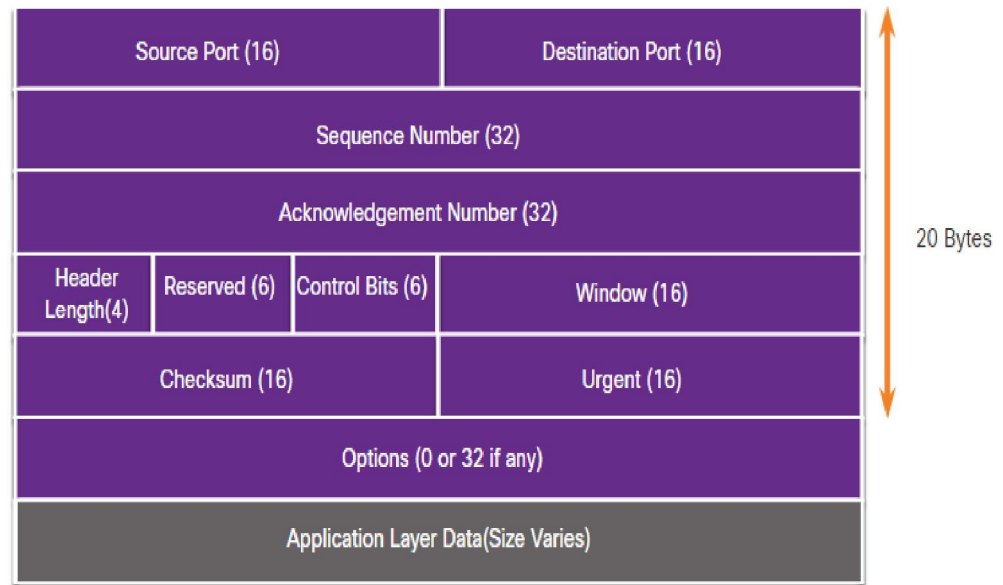 Source Port (16)
Destination Port (16)
Sequence Number (32)
Acknowledgement Number (32)
20 Bytes
Header
Length(4)
Reserved (6)
Control Bits (6)
Window (16)
Checksum (16)
Urgent (16)
Options (0 or 32 if any)
Application Layer Data(Size Varies)